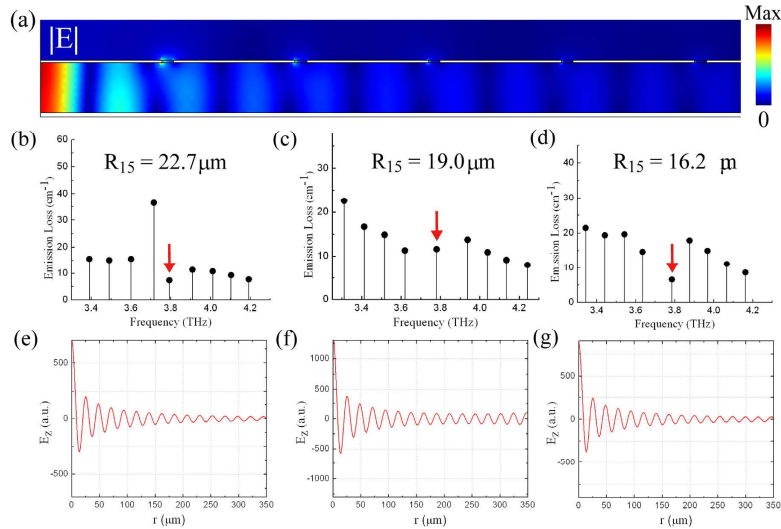 (a)
|E|
Max
0
(b)
R15 = 22.7μm
Emission Loss (cm-1)
60
50
40
30
20
10
0
3.4 3.6 3.8 4.0 4.2
Frequency (THz)
(c)
R15 = 19.0 μm
Emission Loss (cm-1)
30
20
10
0
3.4 3.6 3.8 4.0 4.2
Frequency (THz)
(d)
R15 = 16.2 μm
Emission Loss (cm-1)
40
30
20
10
0
3.4 3.6 3.8 4.0 4.2
Frequency (THz)
(e)
EZ (a.u.)
500
0
-500
0 50 100 150 200 250 300 350
r (μm)
(f)
EZ (a.u.)
1000
500
0
-500
-1000
0 50 100 150 200 250 300 350
r (μm)
(g)
EZ (a.u.)
500
0
-500
0 50 100 150 200 250 300 350
r (μm)